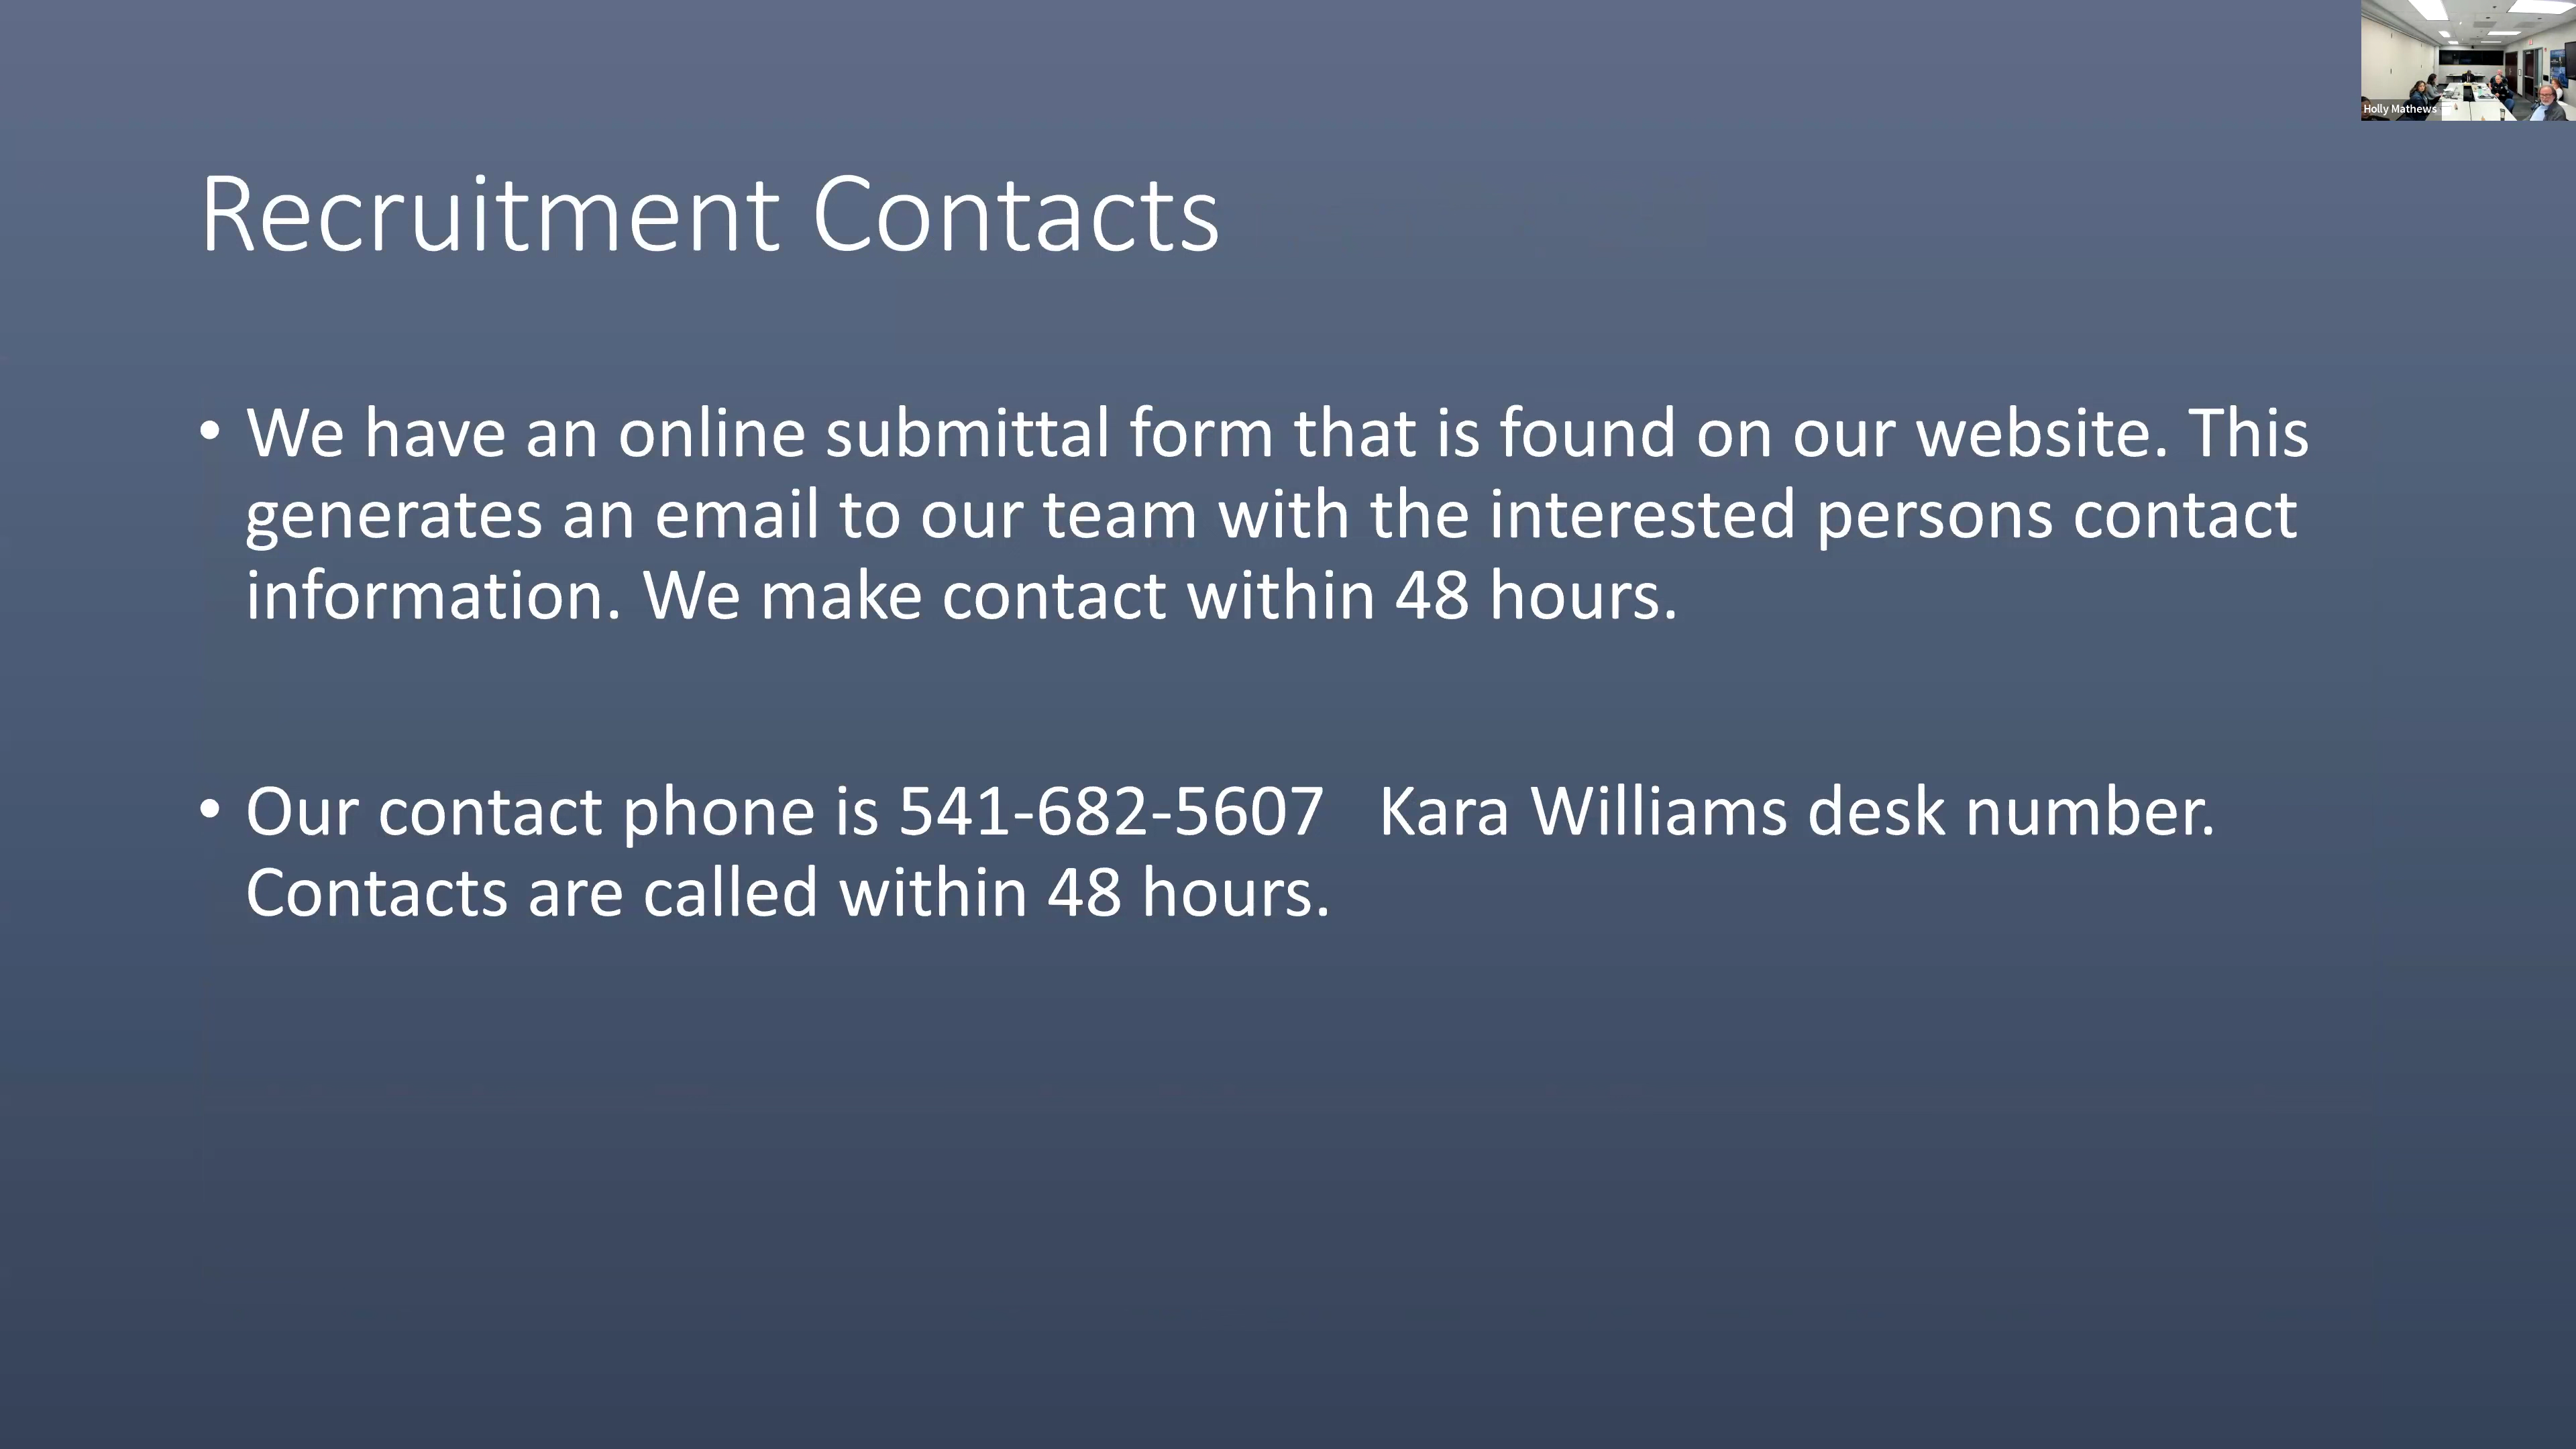 Holly Mathews
Recruitment Contacts
• We have an online submittal form that is found on our website. This
generates an email to our team with the interested persons contact
information. We make contact within 48 hours.
• Our contact phone is 541-682-5607   Kara Williams desk number.
Contacts are called within 48 hours.